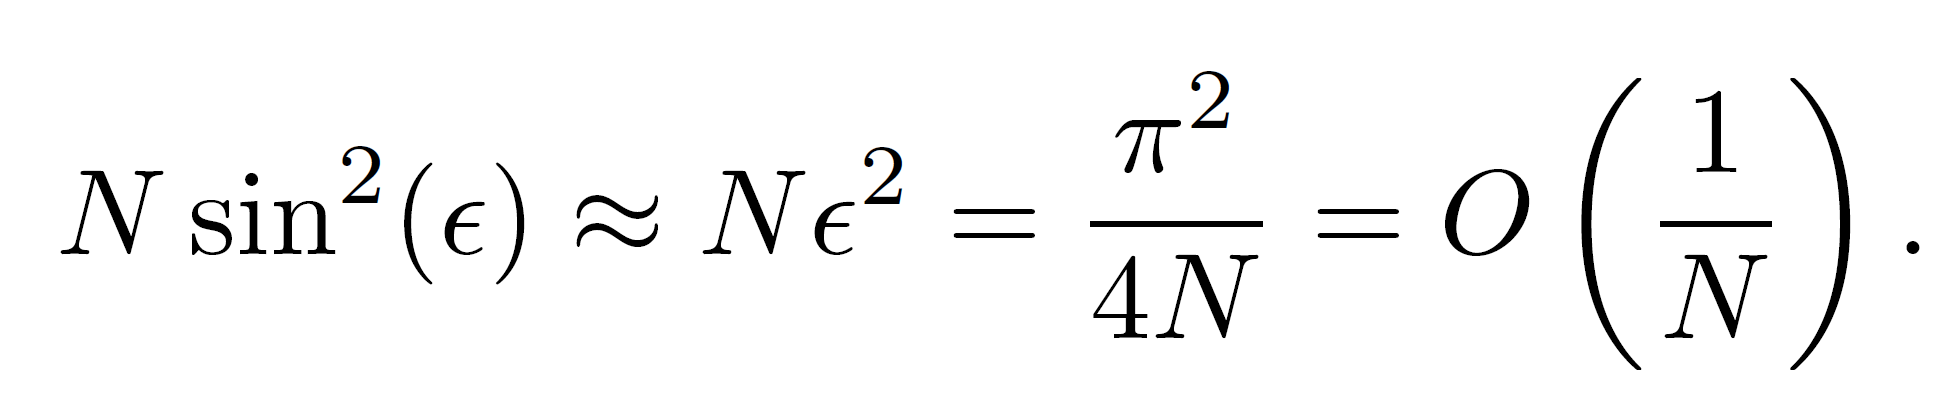 N sin²(ϵ) ≈ Nϵ² = π²/4N = O(1/N).